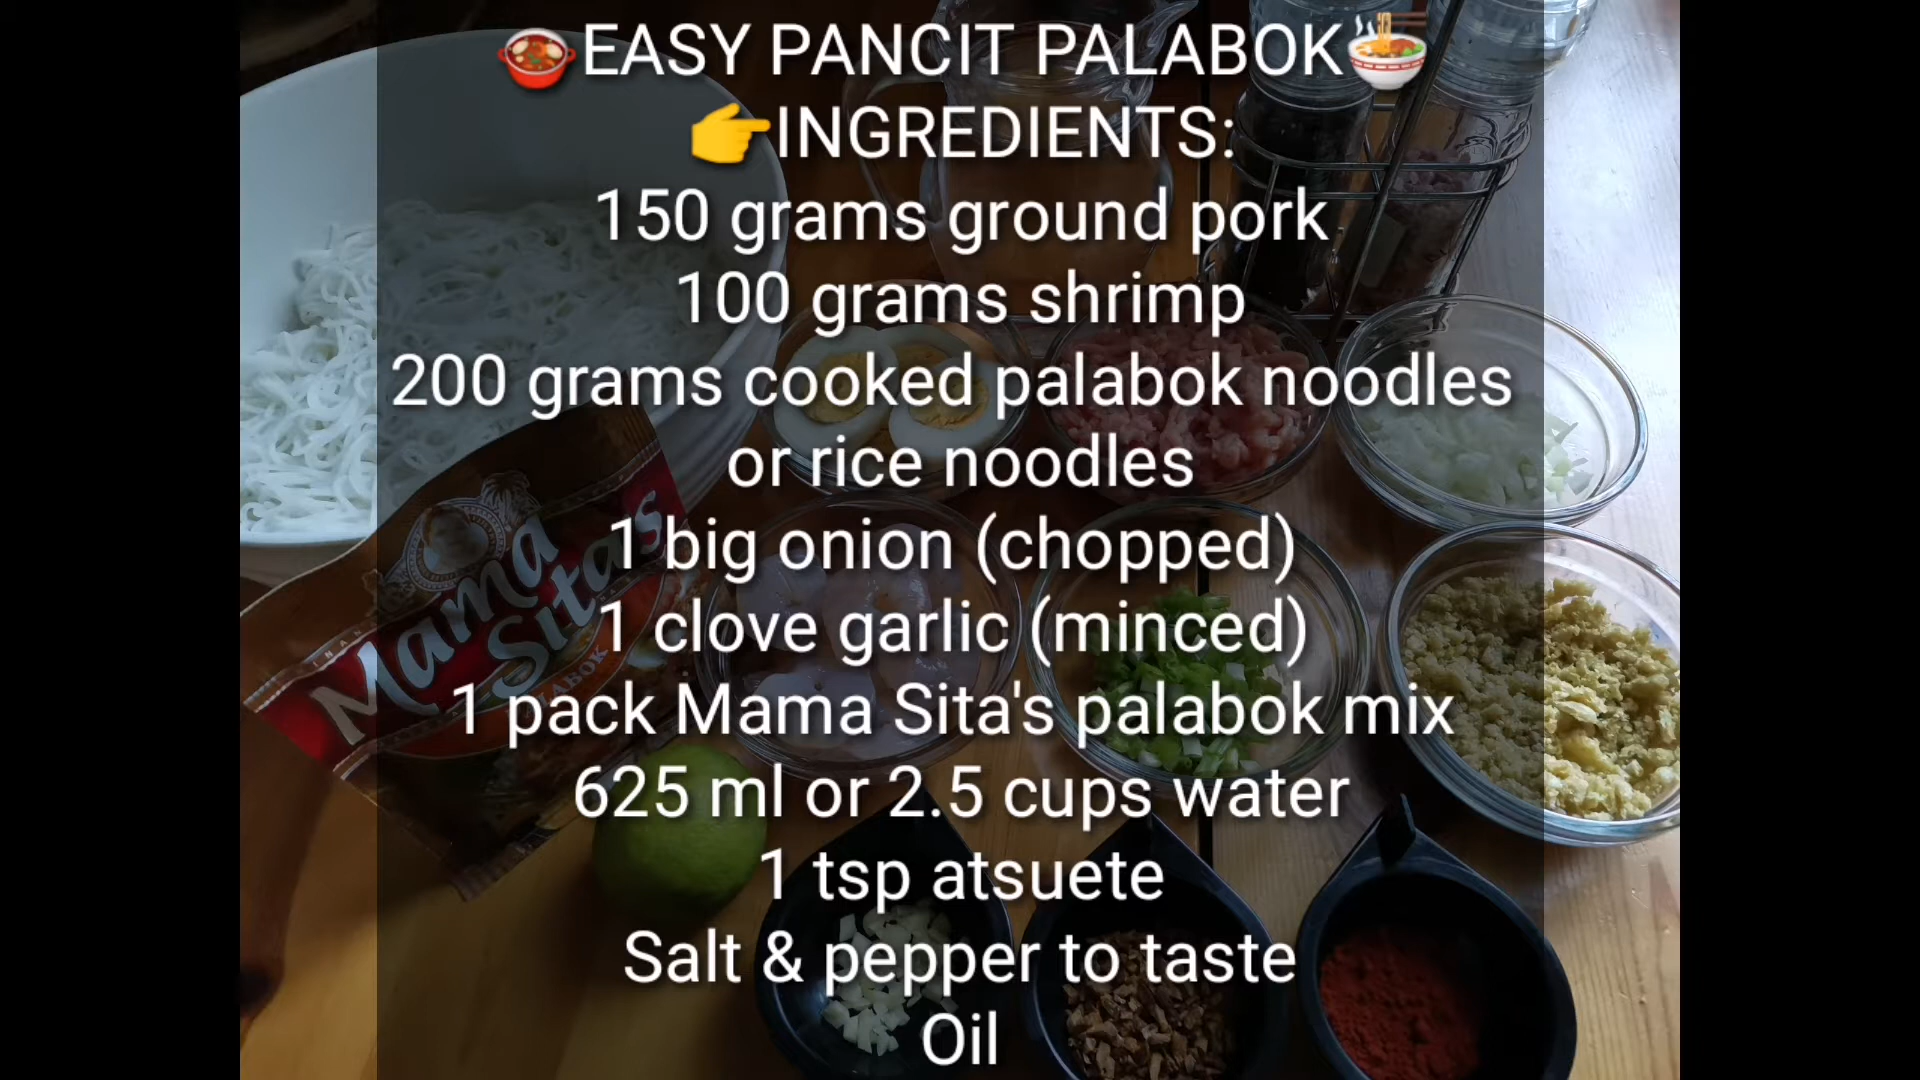 🍲EASY PANCIT PALABOK🍜
👉INGREDIENTS:
150 grams ground pork
100 grams shrimp
200 grams cooked palabok noodles
or rice noodles
1 big onion (chopped)
1 clove garlic (minced)
1 pack Mama Sita's palabok mix
625 ml or 2.5 cups water
1 tsp atsuete
Salt & pepper to taste
Oil
Mama
Sita's